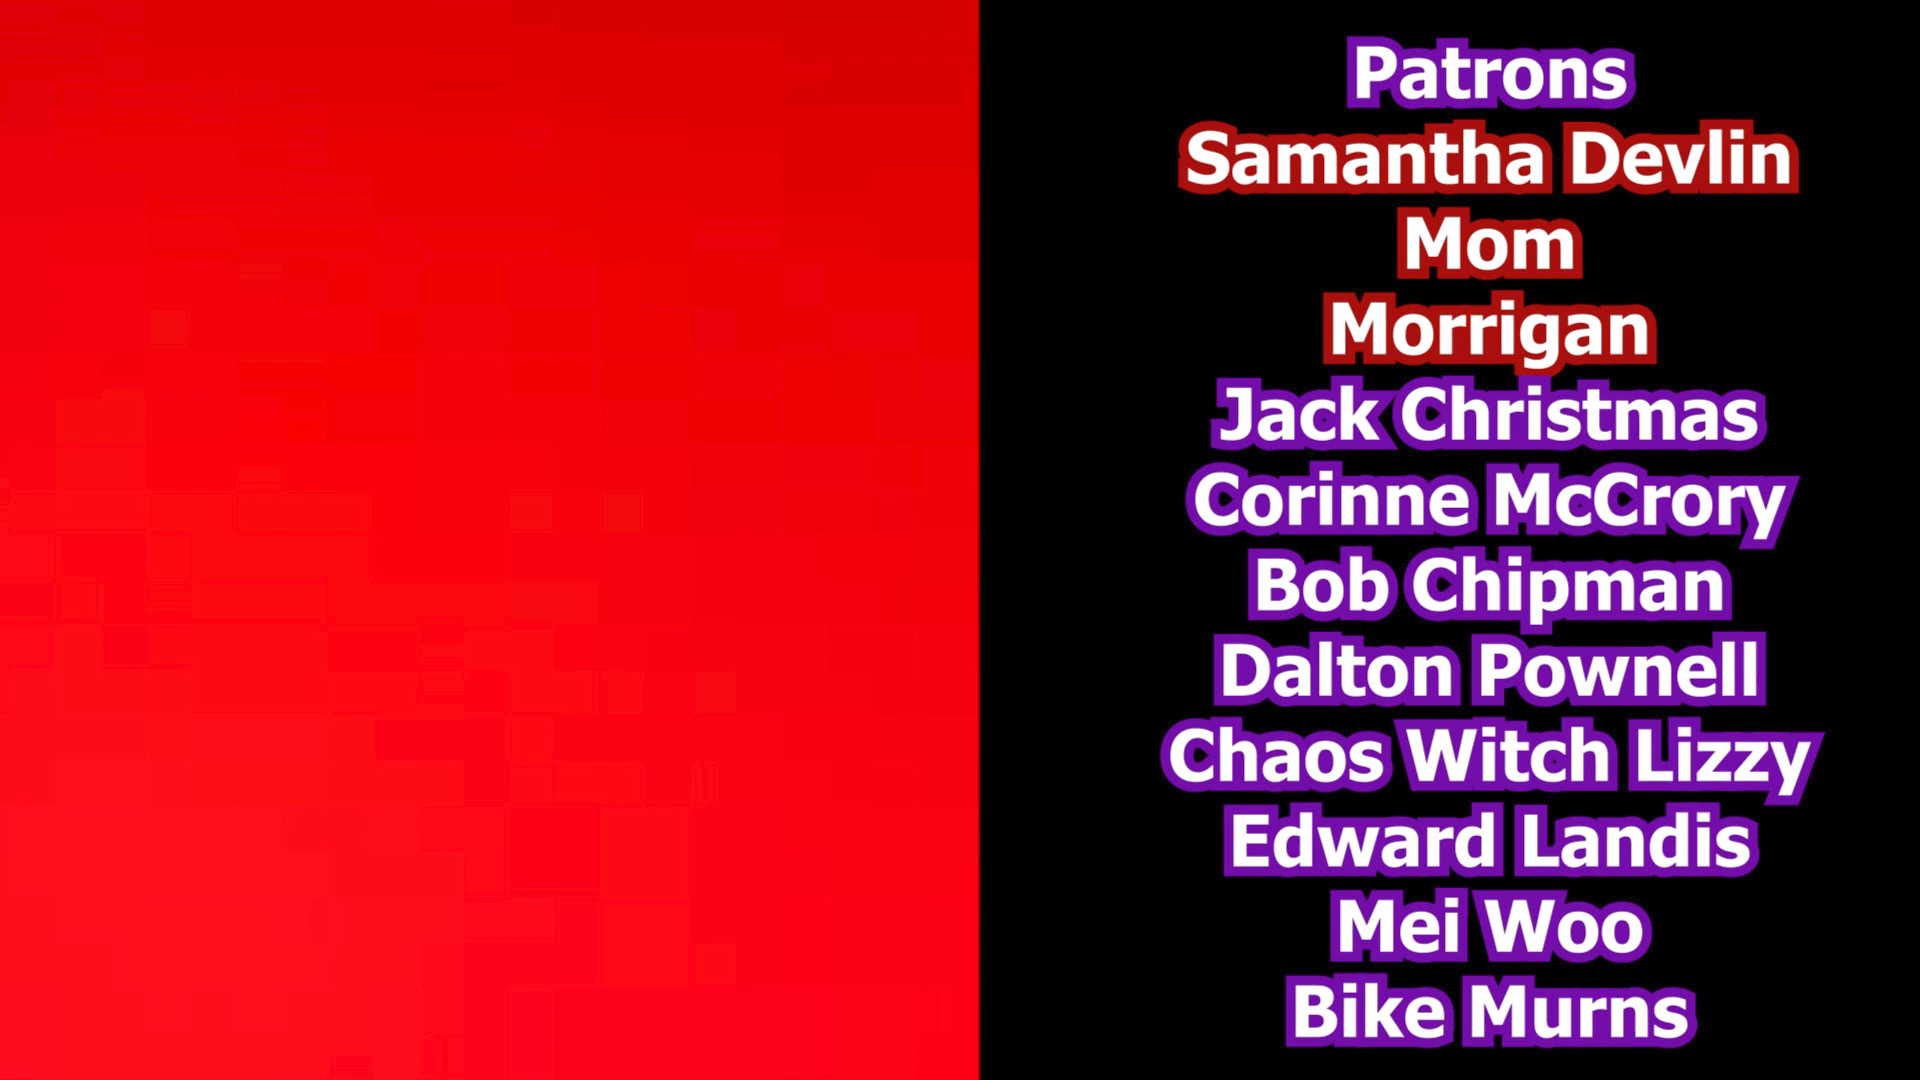 Patrons
Samantha Devlin
Mom
Morrigan
Jack Christmas
Corinne McCrory
Bob Chipman
Dalton Pownell
Chaos Witch Lizzy
Edward Landis
Mei Woo
Bike Murns